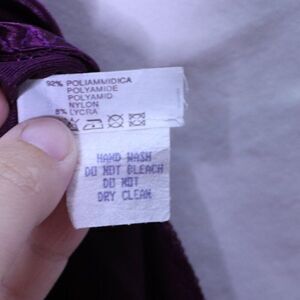 92% POLIAMMIDICA
POLYAMIDE
POLYAMID
NYLON
8% LYCRA
HAND WASH
DO NOT BLEACH
DO NOT
DRY CLEAN